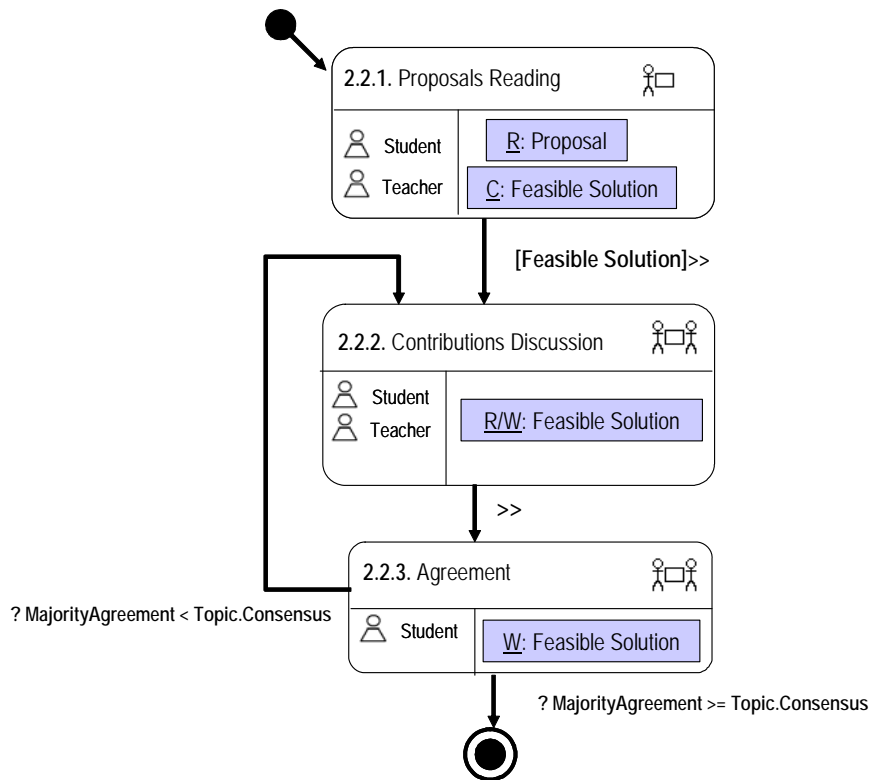 2.2.1. Proposals Reading
Student
R: Proposal
Teacher
C: Feasible Solution
[Feasible Solution]>>
2.2.2. Contributions Discussion
Student
Teacher
R/W: Feasible Solution
>>
2.2.3. Agreement
? MajorityAgreement < Topic.Consensus
Student
W: Feasible Solution
? MajorityAgreement >= Topic.Consensus